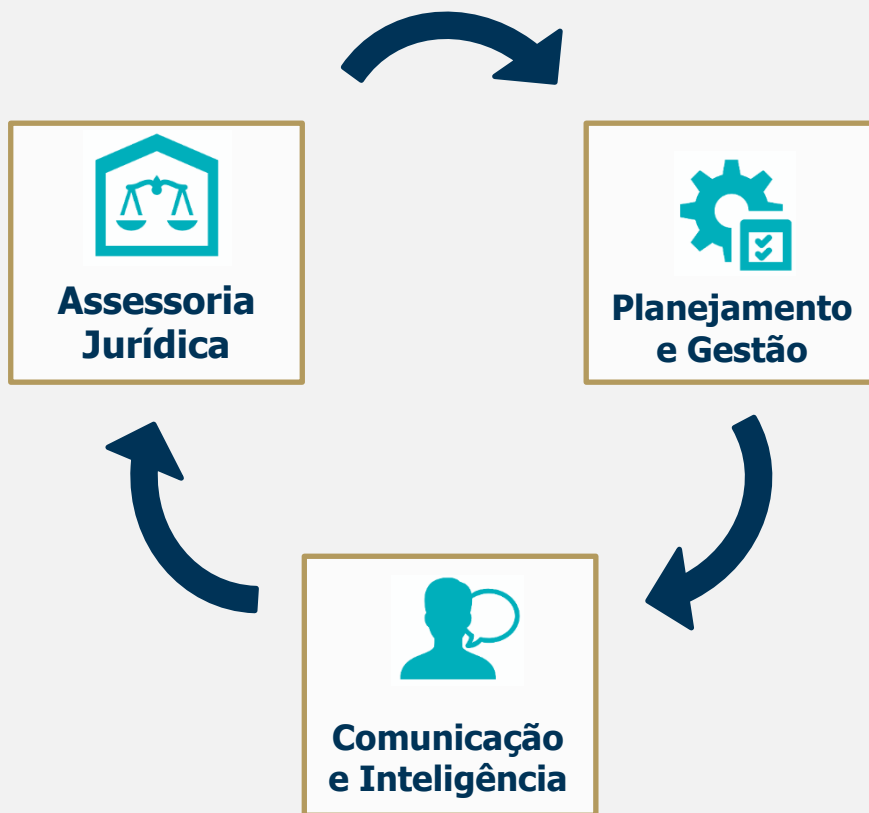 Assessoria
Jurídica
Planejamento
e Gestão
Comunicação
e Inteligência